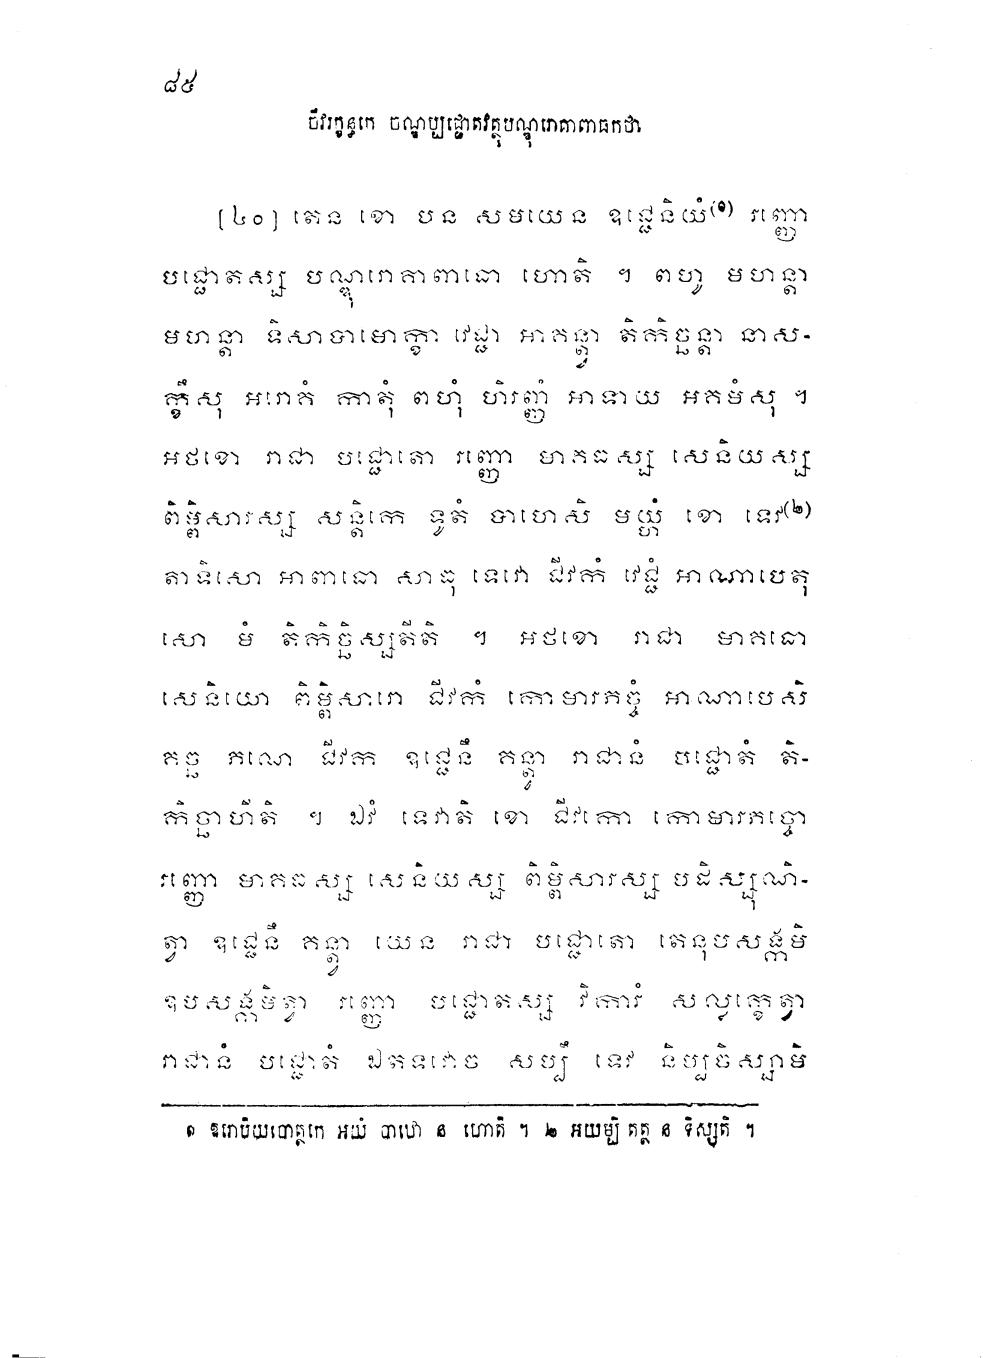 ៨៥
ចីវរក្ខន្ធកេ ចណ្ឌប្បជ្ជោតវត្ថុបណ្ឌុរោគាពាធកថា
[៤០] តេន ខោ បន សមយេន ឧជ្ជេនិយំ(១) រញ្ញោ
បជ្ជោតស្ស បណ្ឌុរោគាពាធោ ហោតិ ។ ពហូ មហន្តា
មហន្តា ទិសាបាមោក្ខា វេជ្ជា អាគន្ត្វា តិកិច្ឆន្តា នាស-
ក្ខឹសុ អរោគំ កាតុំ ពហុំ ហិរញ្ញំ អាទាយ អគមំសុ ។
អថខោ រាជា បជ្ជោតោ រញ្ញោ មាគធស្ស សេនិយស្ស
ពិម្ពិសារស្ស សន្តិកេ ទូតំ បាហេសិ មយ្ហំ ខោ ទេវ(២)
តាទិសោ អាពាធោ សាធុ ទេវោ ជីវកំ វេជ្ជំ អាណាបេតុ
សោ មំ តិកិច្ឆិស្សតីតិ ។ អថខោ រាជា មាគធោ
សេនិយោ ពិម្ពិសារោ ជីវកំ កោមារភច្ចំ អាណាបេសិ
គច្ឆ ភណេ ជីវក ឧជ្ជេនឹ គន្ត្វា រាជានំ បជ្ជោតំ តិ-
កិច្ឆាហីតិ ។ ឯវំ ទេវាតិ ខោ ជីវកោ កោមារភច្ចោ
រញ្ញោ មាគធស្ស សេនិយស្ស ពិម្ពិសារស្ស បដិស្សុណិ-
ត្វា ឧជ្ជេនឹ គន្ត្វា យេន រាជា បជ្ជោតោ តេនុបសង្កមិ
ឧបសង្កមិត្វា រញ្ញោ បជ្ជោតស្ស វិការំ សល្លក្ខេត្វា
រាជានំ បជ្ជោតំ ឯតទវោច សប្បឹ ទេវ និប្បចិស្សាមិ
១ ឧរោបិយបោត្ថកេ អយំ បាឋោ ន ហោតិ ។ ២ អយម្បិ តត្ថ ន ទិស្សតិ ។